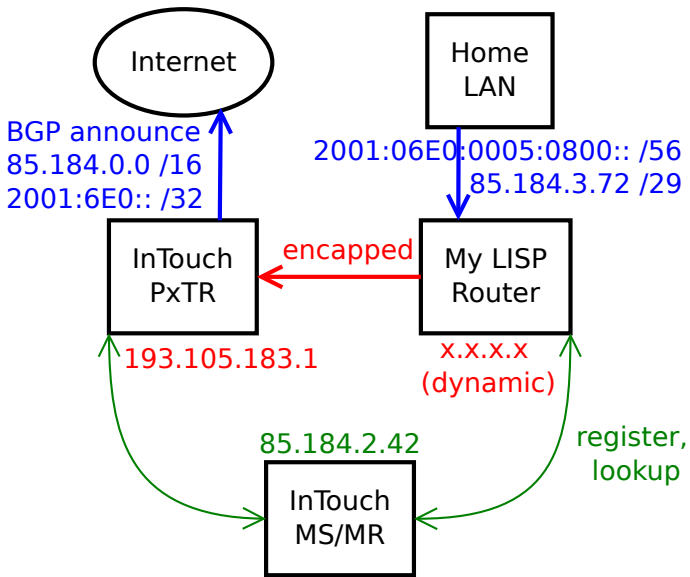 Internet
Home
LAN
BGP announce
85.184.0.0 /16
2001:6E0:: /32
2001:06E0:0005:0800:: /56
85.184.3.72 /29
InTouch
PxTR
encapped
My LISP
Router
193.105.183.1
x.x.x.x
(dynamic)
85.184.2.42
register,
lookup
InTouch
MS/MR